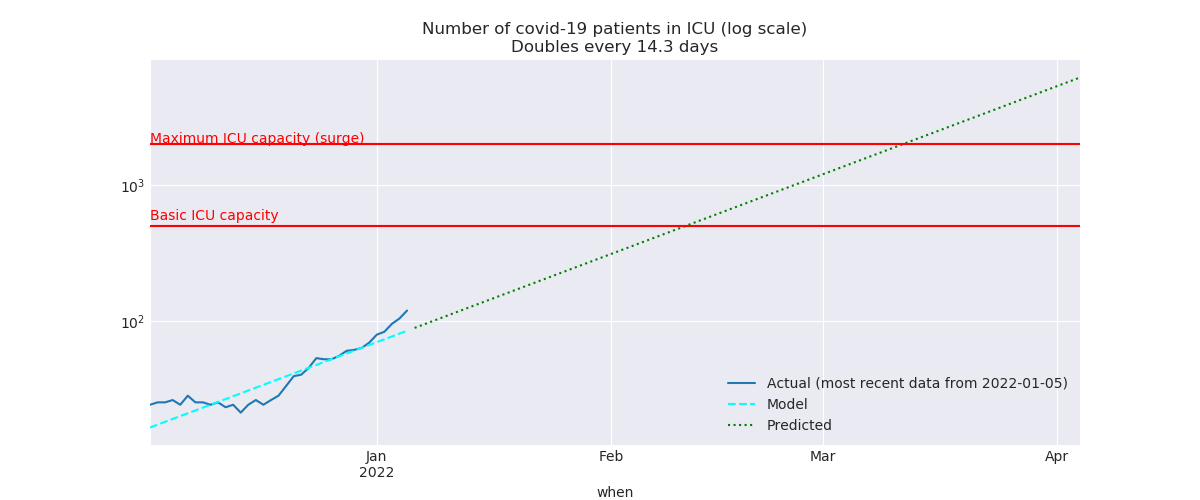 Number of covid-19 patients in ICU (log scale)
Doubles every 14.3 days
Maximum ICU capacity (surge)
10³
Basic ICU capacity
10²
Actual (most recent data from 2022-01-05)
Model
Predicted
Jan
2022
Feb
Mar
Apr
when